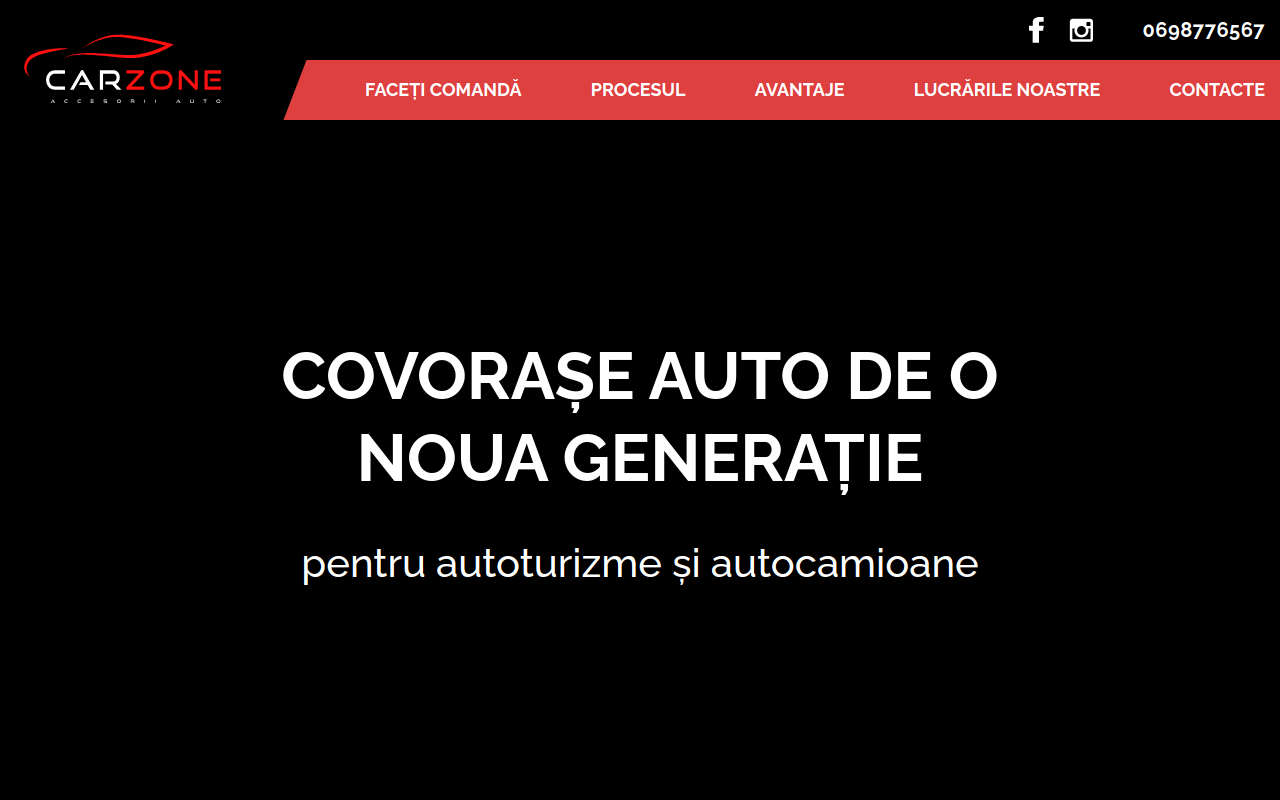 0698776567
CARZONE
ACCESORII AUTO
FACEȚI COMANDĂ
PROCESUL
AVANTAJE
LUCRĂRILE NOASTRE
CONTACTE
COVORAȘE AUTO DE O
NOUA GENERAȚIE
pentru autoturizme și autocamioane